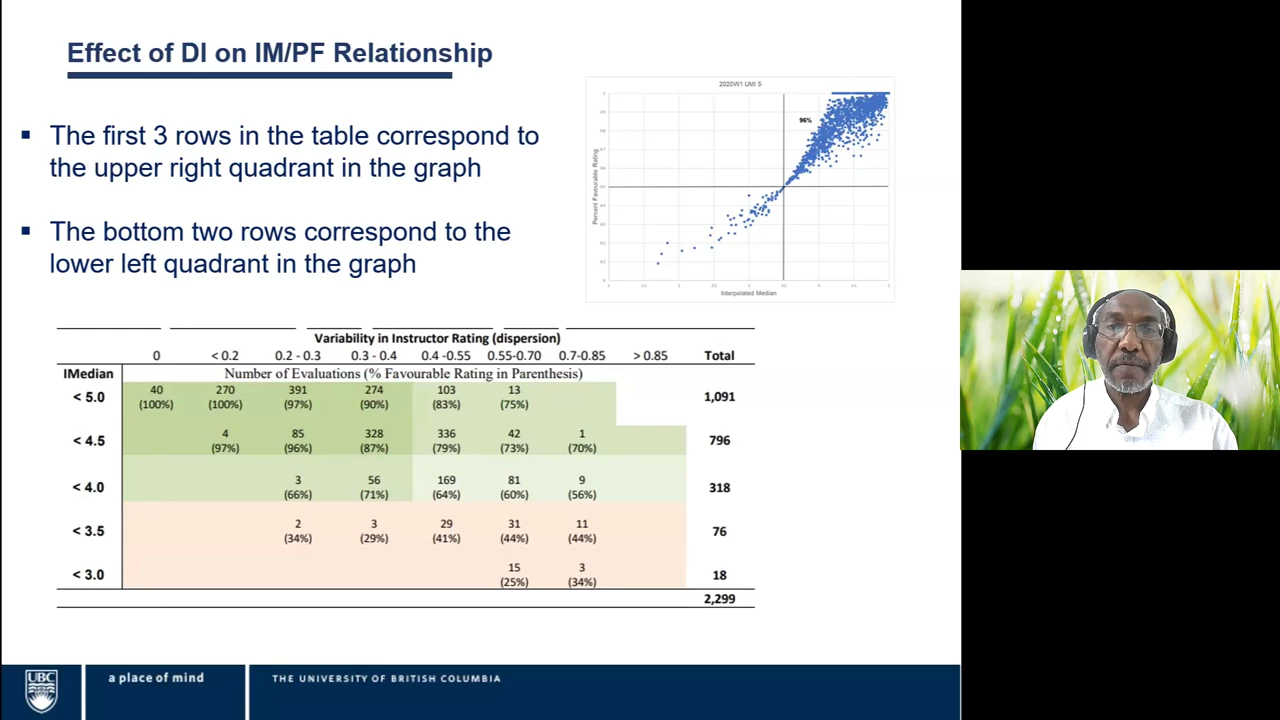 Effect of DI on IM/PF Relationship
▪ The first 3 rows in the table correspond to
the upper right quadrant in the graph
▪ The bottom two rows correspond to the
lower left quadrant in the graph
2020W1 UMI 5
96%
Percent Favourable Rating
Interpolated Median
Variability in Instructor Rating (dispersion)
0 < 0.2 0.2 - 0.3 0.3 - 0.4 0.4 -0.55 0.55-0.70 0.7-0.85 > 0.85 Total
IMedian Number of Evaluations (% Favourable Rating in Parenthesis)
< 5.0 40 270 391 274 103 13 1,091
(100%) (100%) (97%) (90%) (83%) (75%)
< 4.5 4 85 328 336 42 1 796
(97%) (96%) (87%) (79%) (73%) (70%)
< 4.0 3 56 169 81 9 318
(66%) (71%) (64%) (60%) (56%)
< 3.5 2 3 29 31 11 76
(34%) (29%) (41%) (44%) (44%)
< 3.0 15 3 18
(25%) (34%)
2,299
UBC
a place of mind
THE UNIVERSITY OF BRITISH COLUMBIA